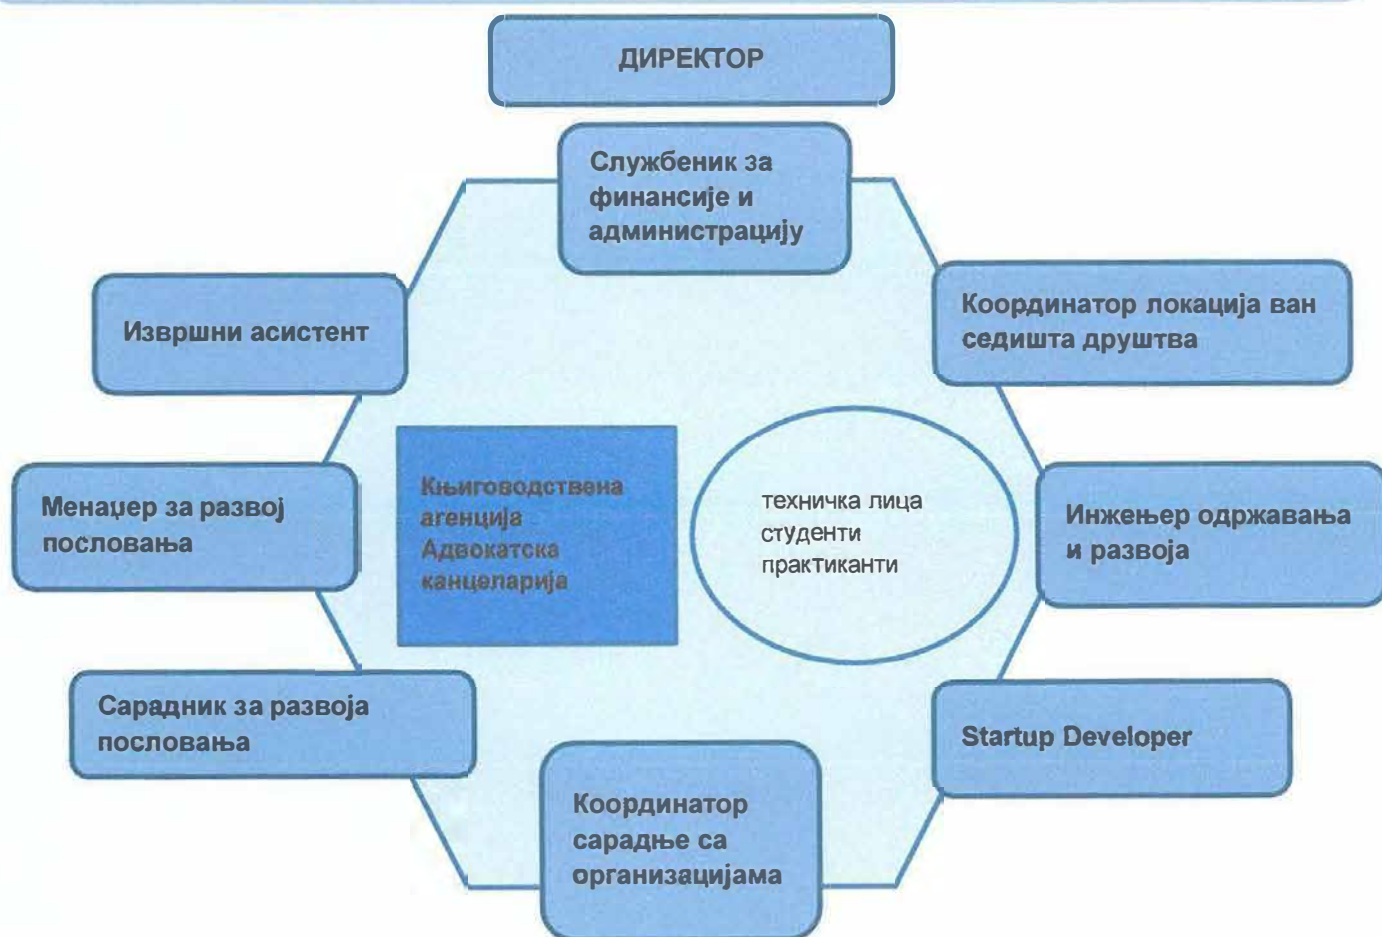 ДИРЕКТОР
Службеник за
финансије и
администрацију
Извршни асистент
Координатор локација ван
седишта друштва
Менаџер за развој
пословања
Књиговодствена
агенција
Адвокатска
канцеларија
техничка лица
студенти
практиканти
Инжењер одржавања
и развоја
Сарадник за развоја
пословања
Startup Developer
Координатор
сарадње са
организацијама